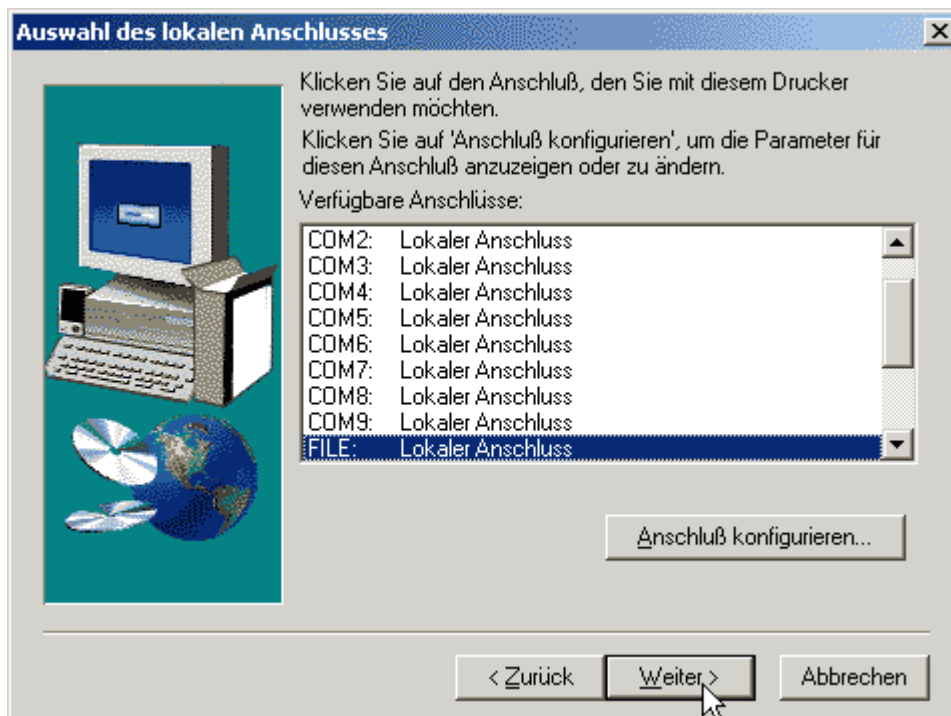 Auswahl des lokalen Anschlusses
Klicken Sie auf den Anschluß, den Sie mit diesem Drucker
verwenden möchten.
Klicken Sie auf 'Anschluß konfigurieren', um die Parameter für
diesen Anschluß anzuzeigen oder zu ändern.
Verfügbare Anschlüsse:
COM2: Lokaler Anschluss
COM3: Lokaler Anschluss
COM4: Lokaler Anschluss
COM5: Lokaler Anschluss
COM6: Lokaler Anschluss
COM7: Lokaler Anschluss
COM8: Lokaler Anschluss
COM9: Lokaler Anschluss
FILE: Lokaler Anschluss
Anschluß konfigurieren...
< Zurück Weiter > Abbrechen